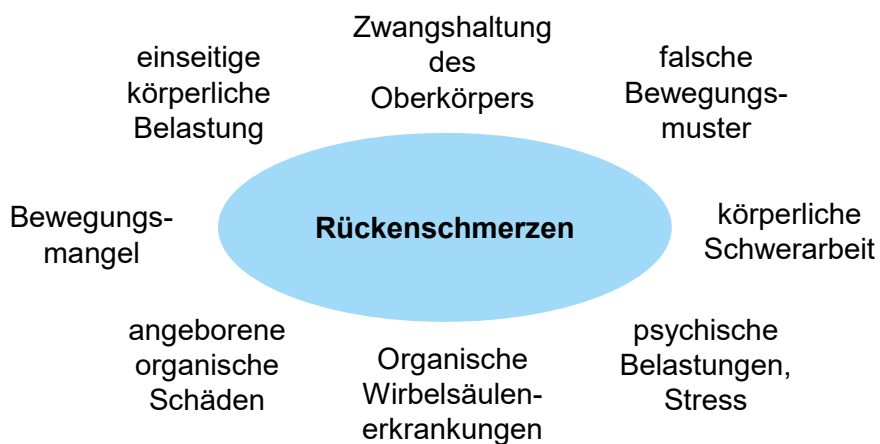 Zwangshaltung
des
Oberkörpers
einseitige
körperliche
Belastung
falsche
Bewegungs-
muster
Bewegungs-
mangel
Rückenschmerzen
körperliche
Schwerarbeit
angeborene
organische
Schäden
Organische
Wirbelsäulen-
erkrankungen
psychische
Belastungen,
Stress